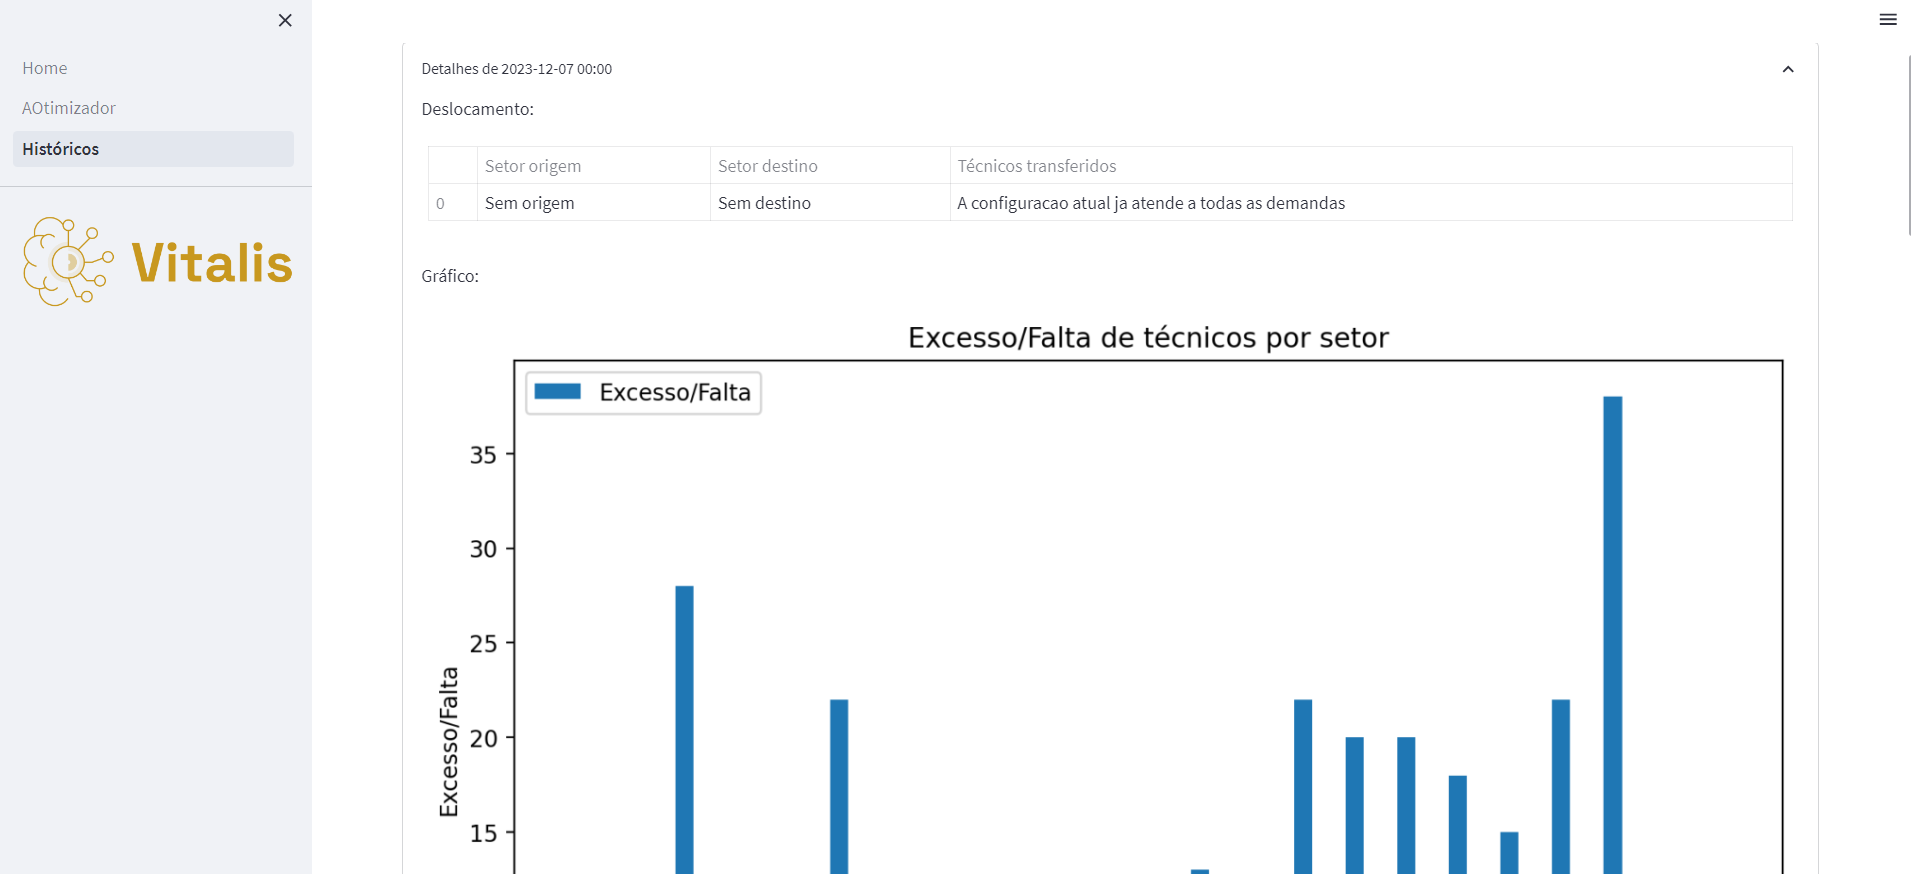 Home
AOtimizador
Históricos
Vitalis
Detalhes de 2023-12-07 00:00
Deslocamento:
Setor origem Setor destino Técnicos transferidos
0 Sem origem Sem destino A configuracao atual ja atende a todas as demandas
Gráfico:
Excesso/Falta de técnicos por setor
Excesso/Falta
35
30
25
20
15
Excesso/Falta